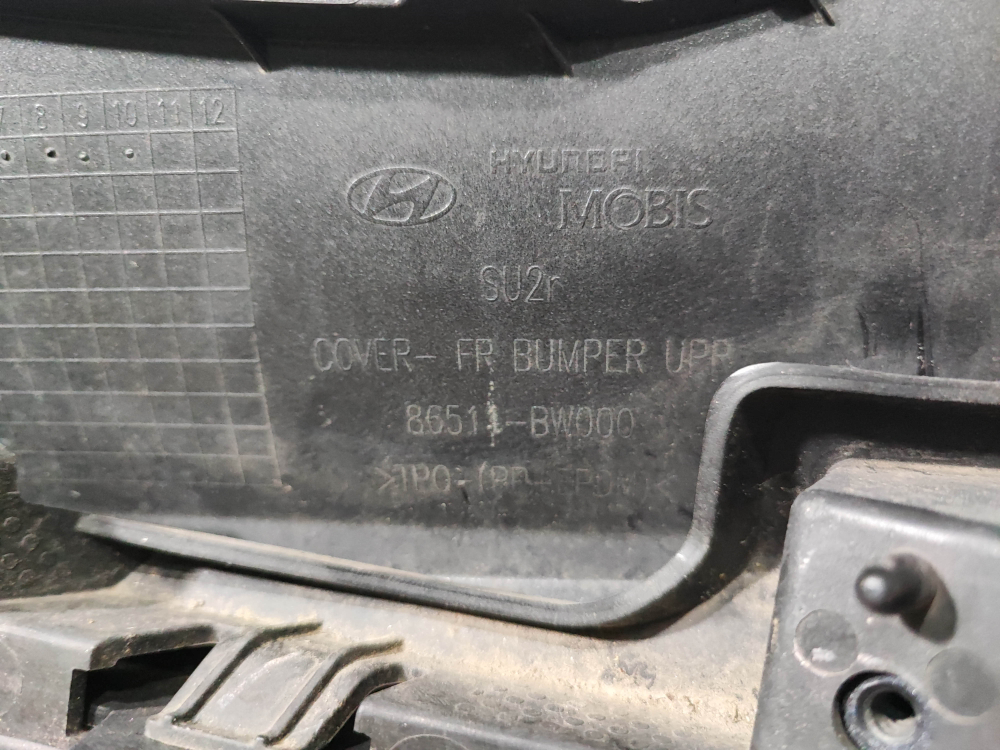 7 8 9 10 11 12
HYUNDAI
MOBIS
SU2r
COVER- FR BUMPER UPR
86511-BW000